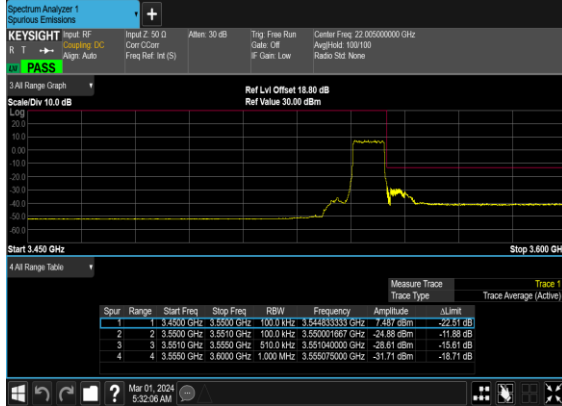 Spectrum Analyzer 1
Spurious Emissions
+
KEYSIGHT Input: RF Input Z: 50 Ω Atten: 30 dB Trig: Free Run Center Freq: 22.005000000 GHz
R T Coupling: DC Corr CCorr Gate: Off Avg|Hold: 100/100
Align: Auto Freq Ref: Int (S) IF Gain: Low Radio Std: None
PASS
3 All Range Graph
Ref Lvl Offset 18.80 dB
Scale/Div 10.0 dB Ref Value 30.00 dBm
Log
20.0
10.0
0.00
-10.0
-20.0
-30.0
-40.0
-50.0
-60.0
Start 3.450 GHz Stop 3.600 GH
4 All Range Table
Measure Trace Trace 1
Trace Type Trace Average (Active)
Spur Range Start Freq Stop Freq RBW Frequency Amplitude ΔLimit
1 1 3.4500 GHz 3.5500 GHz 100.0 kHz 3.544833333 GHz 7.487 dBm -22.51 dB
2 2 3.5500 GHz 3.5510 GHz 100.0 kHz 3.550001667 GHz -24.88 dBm -11.88 dB
3 3 3.5510 GHz 3.5550 GHz 510.0 kHz 3.551040000 GHz -28.61 dBm -15.61 dB
4 4 3.5550 GHz 3.6000 GHz 1.000 MHz 3.555075000 GHz -31.71 dBm -18.71 dB
? Mar 01, 2024
5:32:06 AM